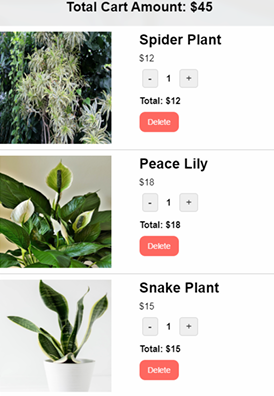 Total Cart Amount: $45
Spider Plant
$12
- 1 +
Total: $12
Delete
Peace Lily
$18
- 1 +
Total: $18
Delete
Snake Plant
$15
- 1 +
Total: $15
Delete